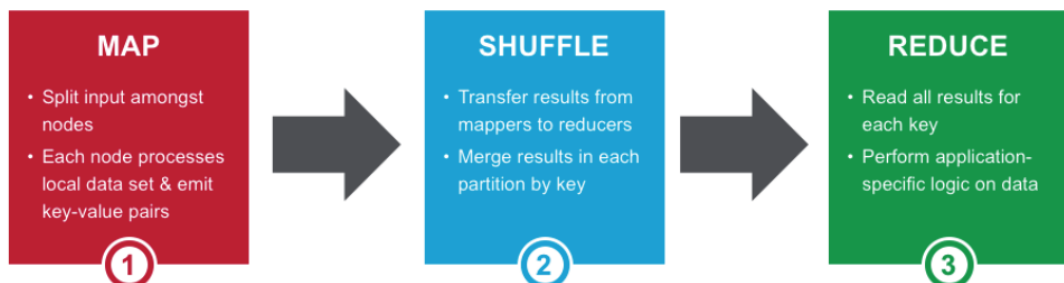 MAP
• Split input amongst
nodes
• Each node processes
local data set & emit
key-value pairs
1
SHUFFLE
• Transfer results from
mappers to reducers
• Merge results in each
partition by key
2
REDUCE
• Read all results for
each key
• Perform application-
specific logic on data
3